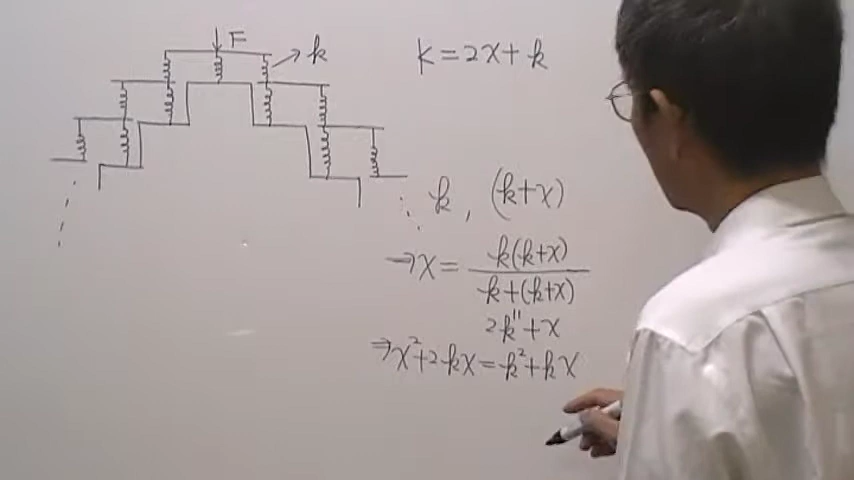 F
k
K = 2x + k
k , (k+x)
⇒ x = k(k+x) / k+(k+x)
"
2k + x
⇒ x² + 2kx = k² + kx